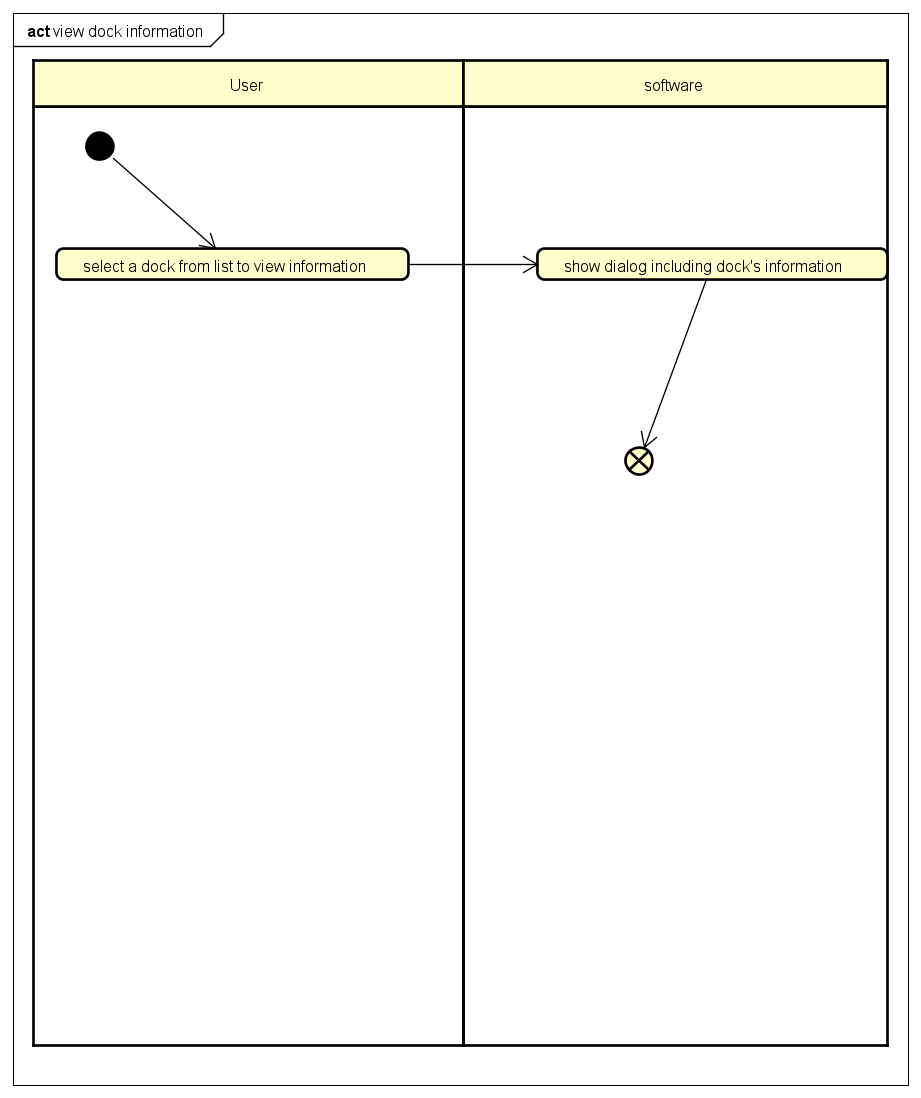 act view dock information
User
software
select a dock from list to view information
show dialog including dock's information